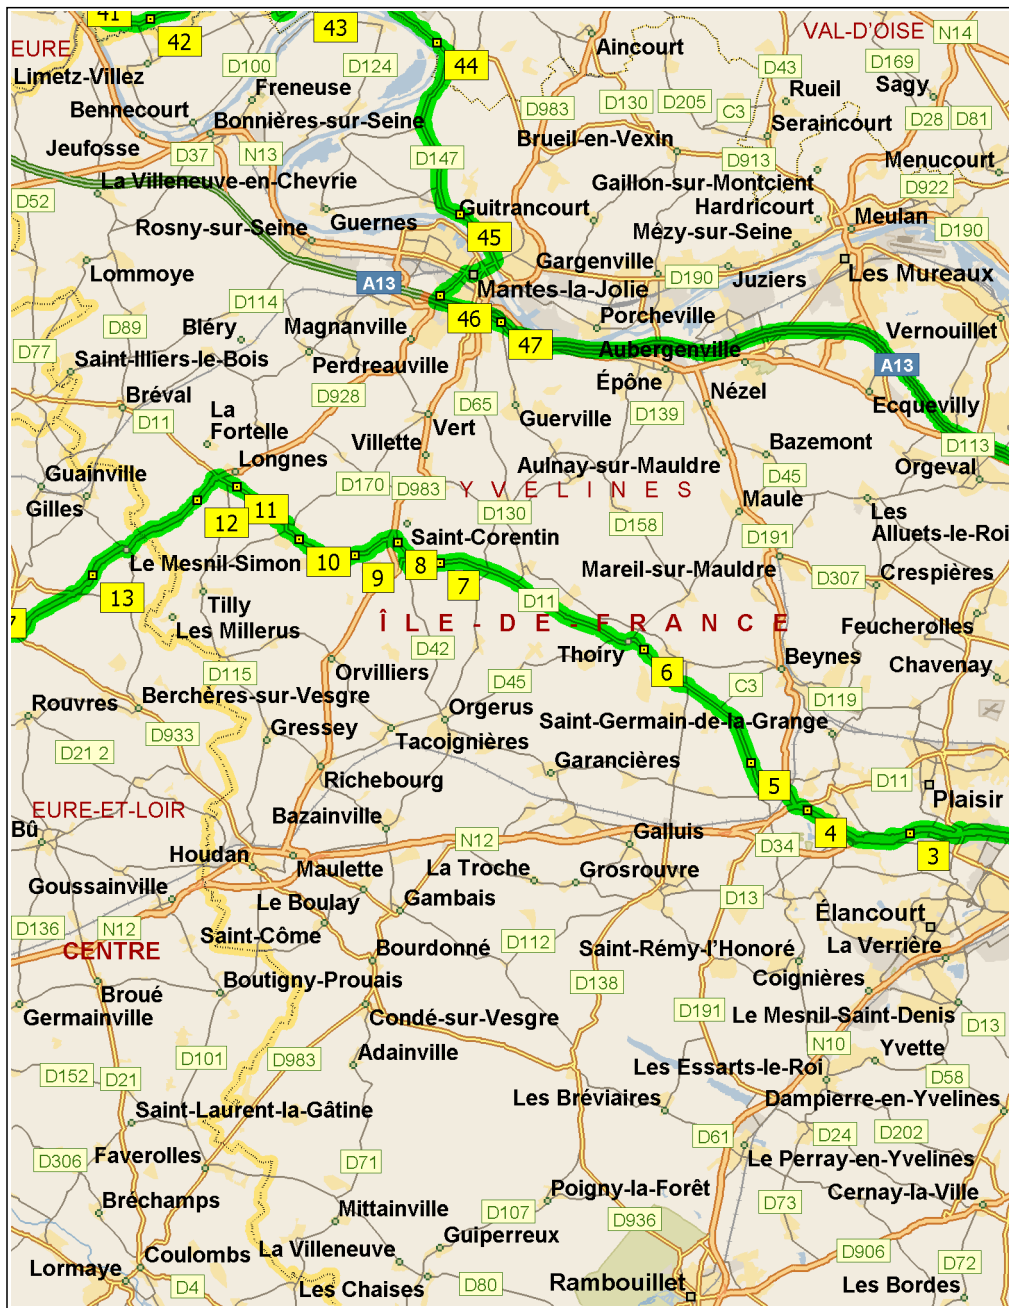 41
42
43
44
EURE
Limetz-Villez
D100
D124
Freneuse
Bennecourt
Bonnières-sur-Seine
Jeufosse
D37
N13
D147
D983
Aincourt
VAL-D'OISE
N14
D43
D169
Sagy
Rueil
D130
D205
C3
Seraincourt
D28
D81
Brueil-en-Vexin
D913
Menucourt
D922
La Villeneuve-en-Chevrie
D52
Guernes
Rosny-sur-Seine
Guitrancourt
45
Gaillon-sur-Montcient
Hardricourt
Meulan
Mézy-sur-Seine
D190
Lommoye
A13
Gargenville
D190
Juziers
Les Mureaux
Mantes-la-Jolie
D114
D89
Bléry
Magnanville
46
47
Porcheville
Vernouillet
D77
Saint-Illiers-le-Bois
Perdreauville
Aubergenville
A13
Épône
Nézel
Bréval
D11
La
Fortelle
D928
D65
Guerville
D139
Ecquevilly
Villette
Vert
Bazemont
D113
Longnes
Orgeval
Guainville
Aulnay-sur-Mauldre
D45
Gilles
D170
D983
YVELINES
Maule
Les
Alluets-le-Roi
11
12
D130
D158
Saint-Corentin
D191
Le Mesnil-Simon
10
9
8
7
Mareil-sur-Mauldre
D307
Crespières
13
Tilly
Les Millerus
D11
7
ÎLE-DE-FRANCE
Feucherolles
D42
Thoiry
Beynes
Chavenay
D115
Orvilliers
6
C3
Rouvres
Berchères-sur-Vesgre
D45
D119
Orgerus
Saint-Germain-de-la-Grange
D933
Gressey
Tacoignières
D21 2
Richebourg
Garancières
5
D11
Plaisir
EURE-ET-LOIR
Bazainville
Bû
N12
Galluis
4
D34
3
Houdan
Maulette
La Troche
Grosrouvre
Goussainville
Le Boulay
Gambais
D13
Élancourt
D136
N12
Saint-Côme
CENTRE
Bourdonné
D112
Saint-Rémy-l'Honoré
La Verrière
Broué
Boutigny-Prouais
D138
Coignières
Germainville
Condé-sur-Vesgre
D191
Le Mesnil-Saint-Denis
D13
D101
D983
Adainville
N10
Yvette
D152
D21
Les Essarts-le-Roi
D58
Saint-Laurent-la-Gâtine
Les Bréviaires
Dampierre-en-Yvelines
D61
D24
D202
D306
Faverolles
D71
Le Perray-en-Yvelines
Bréchamps
Poigny-la-Forêt
D73
Cernay-la-Ville
Mittainville
D107
D936
Guiperreux
Coulombs
La Villeneuve
D906
D72
Lormaye
D4
Les Chaises
D80
Rambouillet
Les Bordes